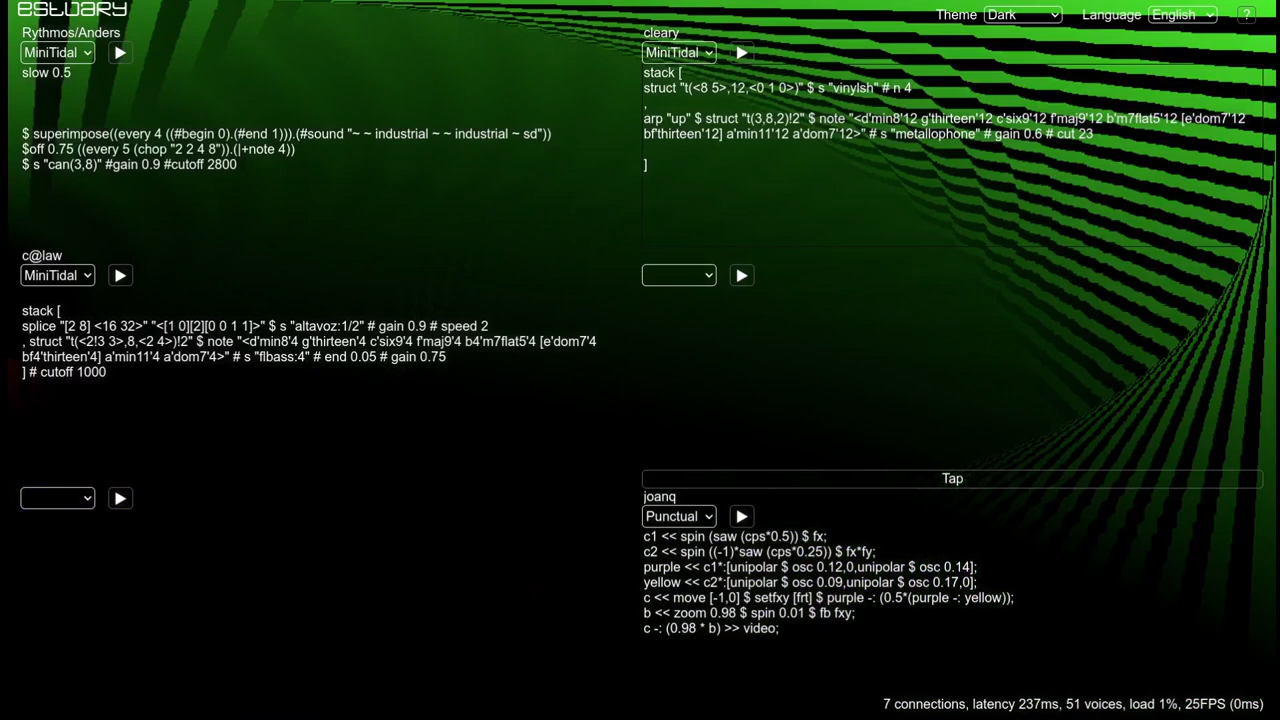 estuary
Theme Dark Language English ?
Rythmos/Anders
MiniTidal
slow 0.5
$ superimpose((every 4 ((#begin 0).(#end 1))).(#sound "~ ~ industrial ~ ~ industrial ~ sd"))
$off 0.75 ((every 5 (chop "2 2 4 8")).(|+note 4))
$ s "can(3,8)" #gain 0.9 #cutoff 2800
cleary
MiniTidal
stack [
struct "t(<8 5>,12,<0 1 0>)" $ s "vinylsh" # n 4
,
arp "up" $ struct "t(3,8,2)!2" $ note "<d'min8'12 g'thirteen'12 c'six9'12 f'maj9'12 b'm7flat5'12 [e'dom7'12
bf'thirteen'12] a'min11'12 a'dom7'12>" # s "metallophone" # gain 0.6 # cut 23
]
c@law
MiniTidal
stack [
splice "[2 8] <16 32>" "<[1 0][2][0 0 1 1]>" $ s "altavoz:1/2" # gain 0.9 # speed 2
, struct "t(<2!3 3>,8,<2 4>)!2" $ note "<d'min8'4 g'thirteen'4 c'six9'4 f'maj9'4 b4'm7flat5'4 [e'dom7'4
bf4'thirteen'4] a'min11'4 a'dom7'4>" # s "flbass:4" # end 0.05 # gain 0.75
] # cutoff 1000
Tap
joanq
Punctual
c1 << spin (saw (cps*0.5)) $ fx;
c2 << spin ((-1)*saw (cps*0.25)) $ fx*fy;
purple << c1*:[unipolar $ osc 0.12,0,unipolar $ osc 0.14];
yellow << c2*:[unipolar $ osc 0.09,unipolar $ osc 0.17,0];
c << move [-1,0] $ setfxy [frt] $ purple -: (0.5*(purple -: yellow));
b << zoom 0.98 $ spin 0.01 $ fb fxy;
c -: (0.98 * b) >> video;
7 connections, latency 237ms, 51 voices, load 1%, 25FPS (0ms)